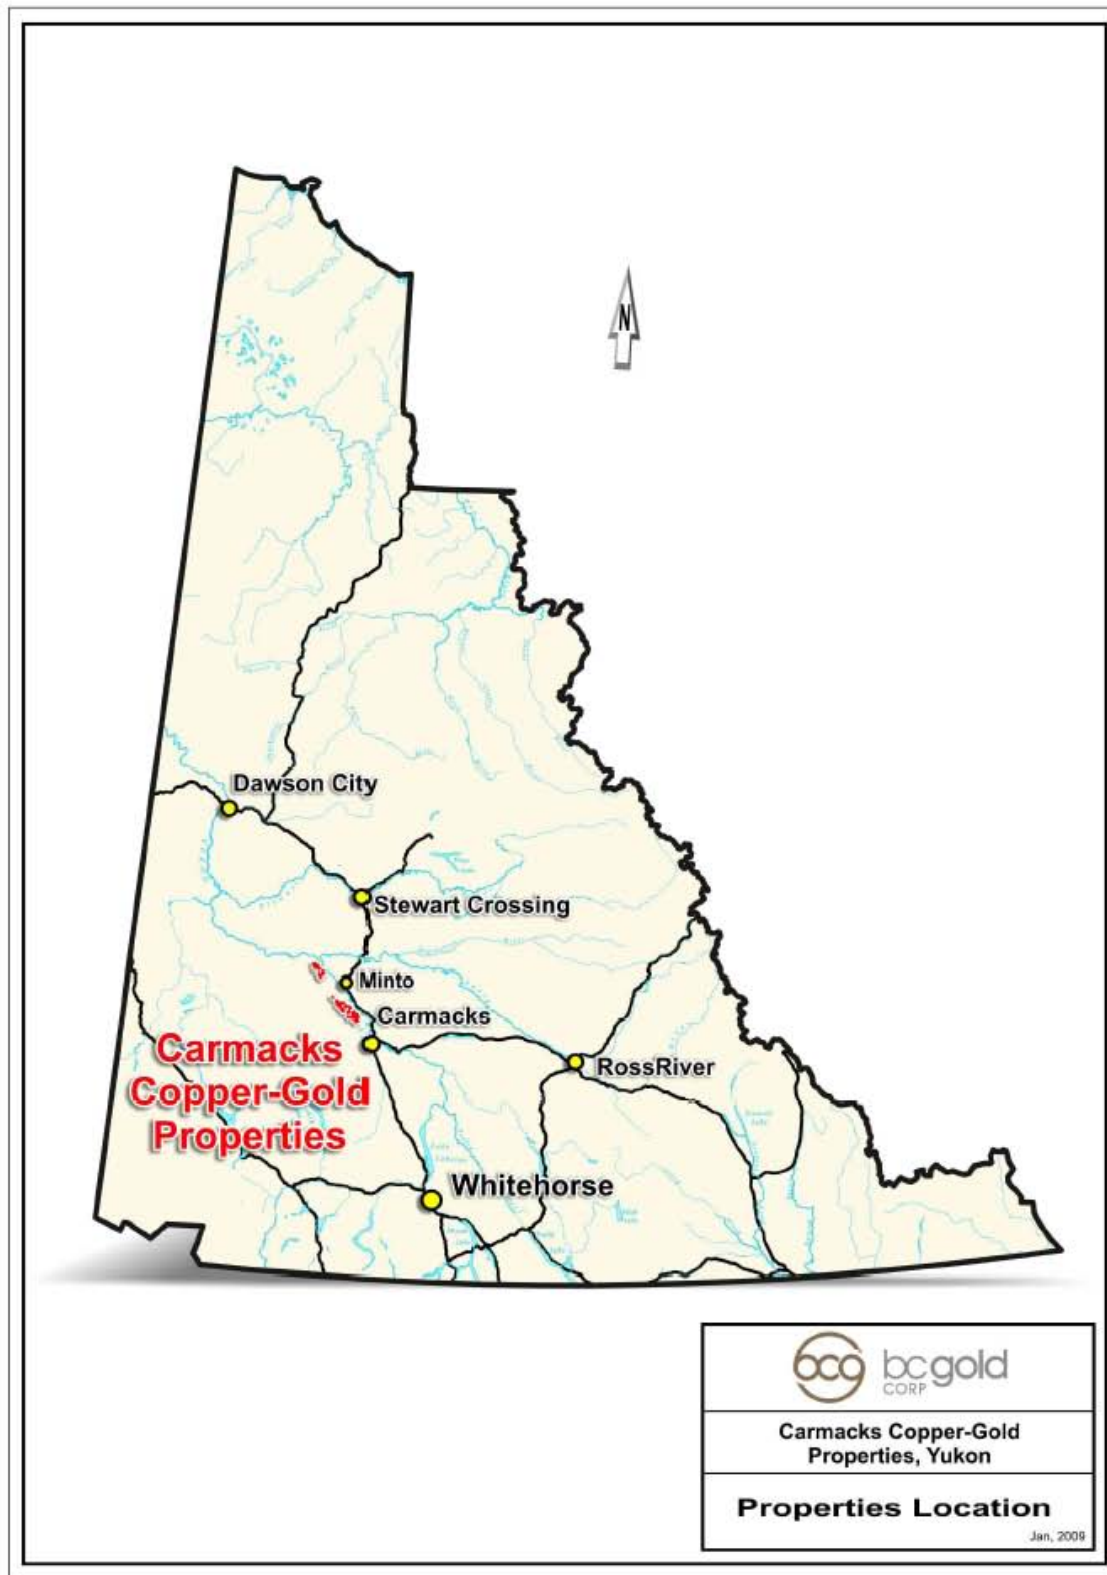 N
Dawson City
Stewart Crossing
Minto
Carmacks
Carmacks
Copper-Gold
Properties
RossRiver
Whitehorse
bcg bcgold
CORP
Carmacks Copper-Gold
Properties, Yukon
Properties Location
Jan, 2009